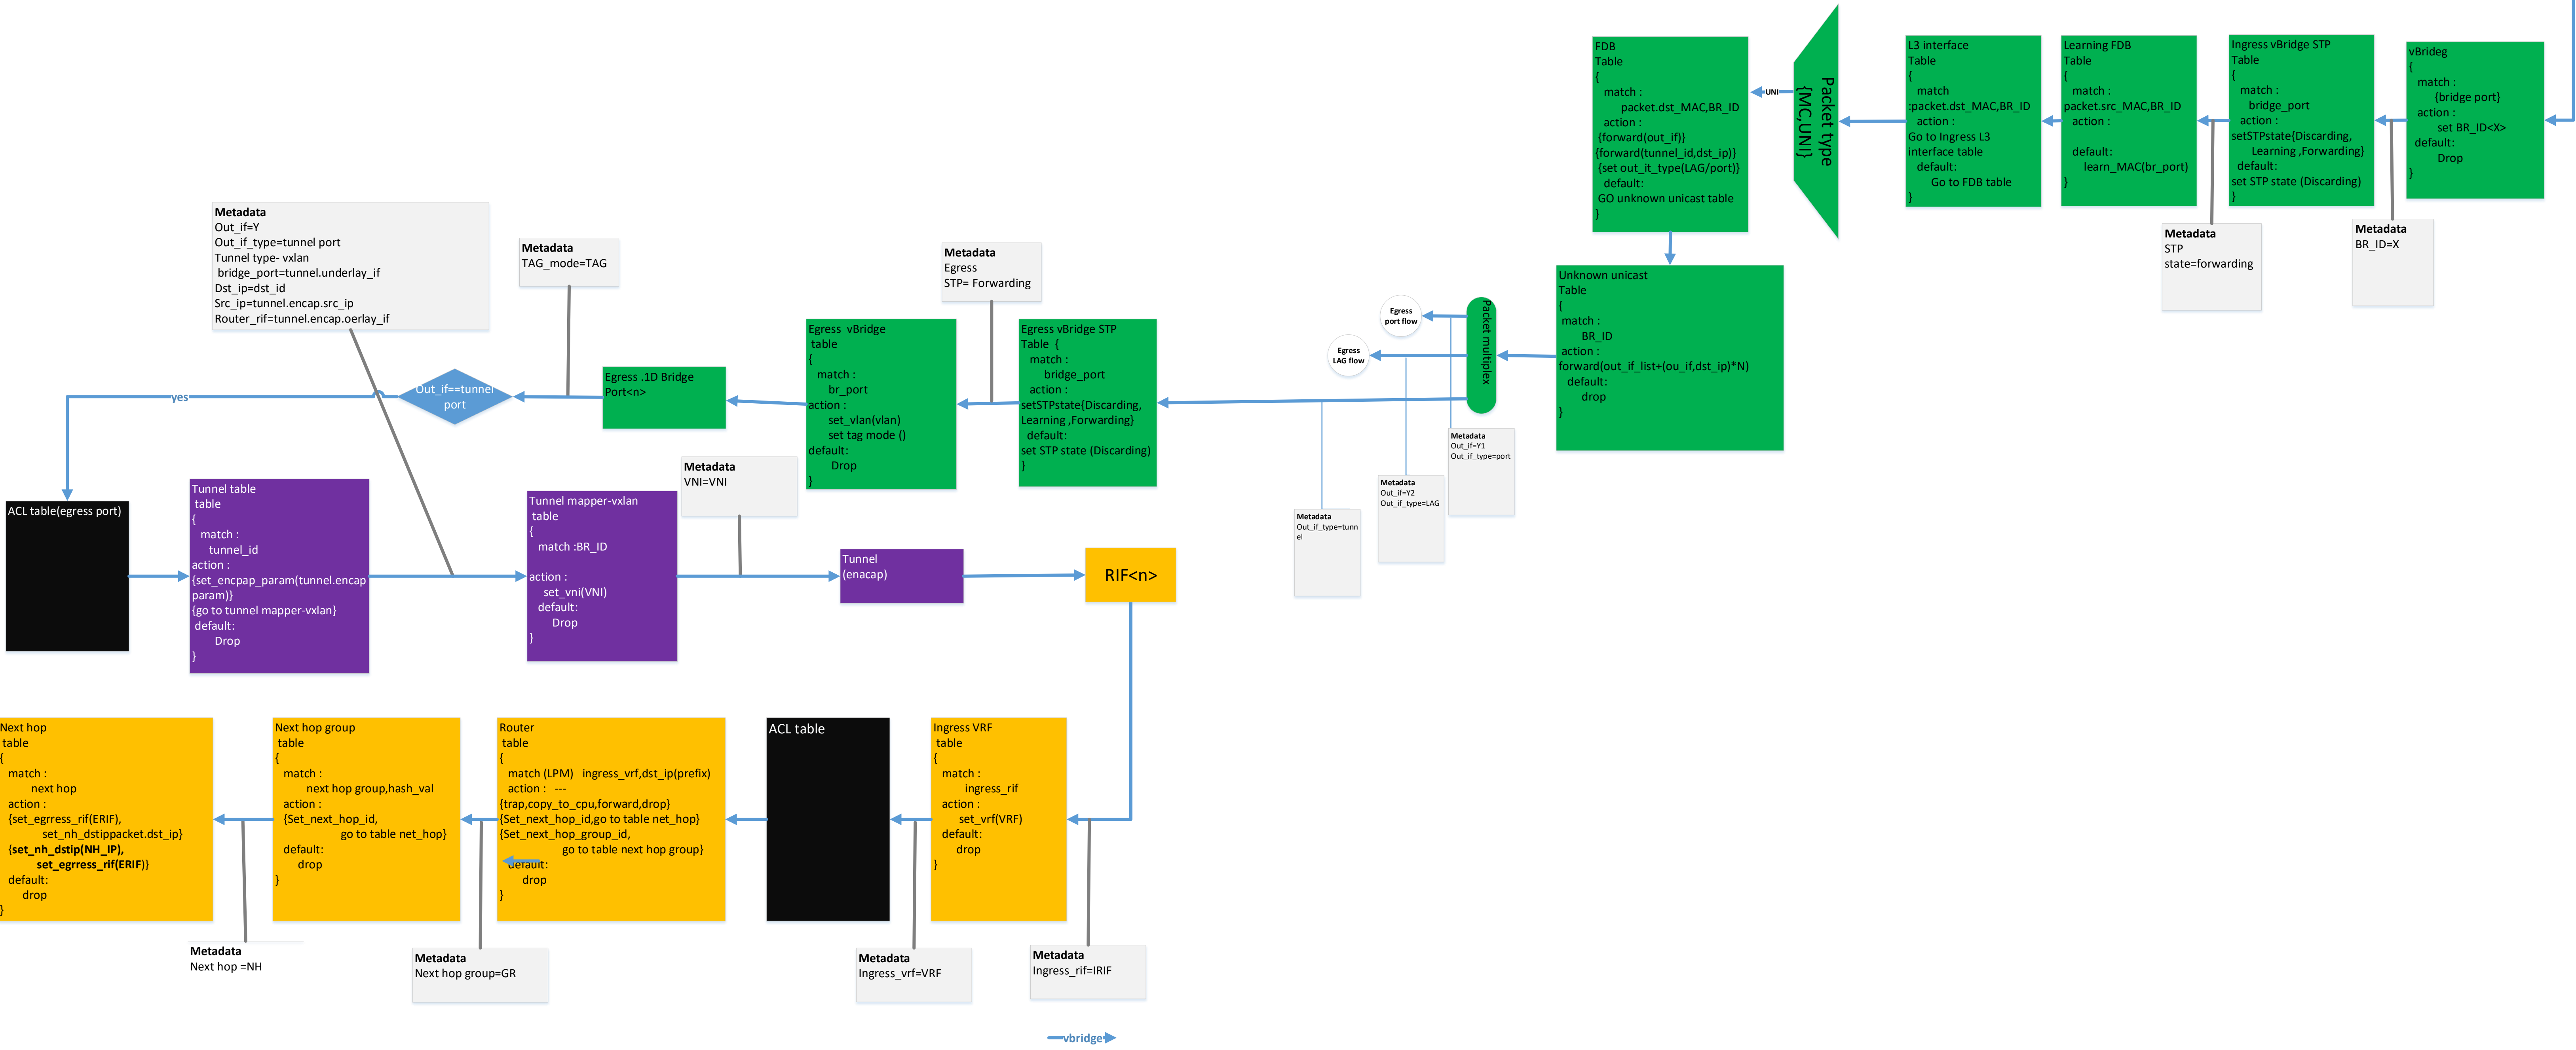 vBrideg
{
match :
{bridge port}
action :
set BR_ID<X>
default:
Drop
}
Metadata
BR_ID=X
Ingress vBridge STP
Table
{
match :
bridge_port
action :
setSTPstate{Discarding,
Learning ,Forwarding}
default:
set STP state (Discarding)
}
Metadata
STP
state=forwarding
Learning FDB
Table
{
match :
packet.src_MAC,BR_ID
action :
default:
learn_MAC(br_port)
}
L3 interface
Table
{
match
:packet.dst_MAC,BR_ID
action :
Go to Ingress L3
interface table
default:
Go to FDB table
}
Packet type
{MC,UNI}
UNI
FDB
Table
{
match :
packet.dst_MAC,BR_ID
action :
{forward(out_if)}
{forward(tunnel_id,dst_ip)}
{set out_it_type(LAG/port)}
default:
GO unknown unicast table
}
Unknown unicast
Table
{
match :
BR_ID
action :
forward(out_if_list+(ou_if,dst_ip)*N)
default:
drop
}
Packet multiplex
Egress
port flow
Egress
LAG flow
Metadata
Out_if=Y1
Out_if_type=port
Metadata
Out_if=Y2
Out_if_type=LAG
Metadata
Out_if_type=tunn
el
Egress vBridge STP
Table {
match :
bridge_port
action :
setSTPstate{Discarding,
Learning ,Forwarding}
default:
set STP state (Discarding)
}
Metadata
Egress
STP= Forwarding
Egress vBridge
table
{
match :
br_port
action :
set_vlan(vlan)
set tag mode ()
default:
Drop
}
Egress .1D Bridge
Port<n>
Metadata
TAG_mode=TAG
Out_if==tunnel
port
yes
Metadata
Out_if=Y
Out_if_type=tunnel port
Tunnel type- vxlan
bridge_port=tunnel.underlay_if
Dst_ip=dst_id
Src_ip=tunnel.encap.src_ip
Router_rif=tunnel.encap.oerlay_if
ACL table(egress port)
Tunnel table
table
{
match :
tunnel_id
action :
{set_encpap_param(tunnel.encap
param)}
{go to tunnel mapper-vxlan}
default:
Drop
}
Tunnel mapper-vxlan
table
{
match :BR_ID
action :
set_vni(VNI)
default:
Drop
}
Metadata
VNI=VNI
Tunnel
(enacap)
RIF<n>
Ingress VRF
table
{
match :
ingress_rif
action :
set_vrf(VRF)
default:
drop
}
Metadata
Ingress_rif=IRIF
ACL table
Metadata
Ingress_vrf=VRF
Router
table
{
match (LPM) ingress_vrf,dst_ip(prefix)
action : ---
{trap,copy_to_cpu,forward,drop}
{Set_next_hop_id,go to table net_hop}
{Set_next_hop_group_id,
go to table next hop group}
default:
drop
}
Metadata
Next hop group=GR
Next hop group
table
{
match :
next hop group,hash_val
action :
{Set_next_hop_id,
go to table net_hop}
default:
drop
}
Metadata
Next hop =NH
Next hop
table
{
match :
next hop
action :
{set_egrress_rif(ERIF),
set_nh_dstippacket.dst_ip}
{set_nh_dstip(NH_IP),
set_egrress_rif(ERIF)}
default:
drop
}
vbridge